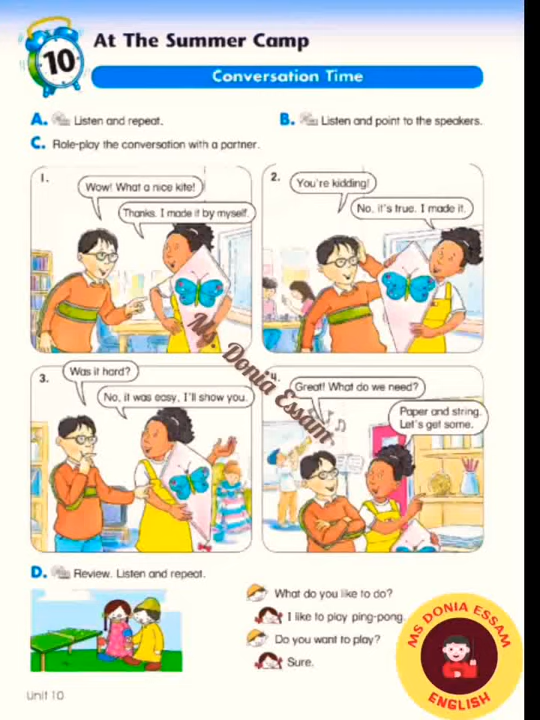 10
At The Summer Camp
Conversation Time
A. Listen and repeat.
B. Listen and point to the speakers.
C. Role-play the conversation with a partner.
1.
Wow! What a nice kite!
Thanks. I made it by myself.
2.
You're kidding!
No, it's true. I made it.
3.
Was it hard?
No, it was easy. I'll show you.
4.
Great! What do we need?
Paper and string.
Let's get some.
Ms Donia Essam
D. Review. Listen and repeat.
What do you like to do?
I like to play ping-pong.
Do you want to play?
Sure.
MS DONIA ESSAM
ENGLISH
Unit 10